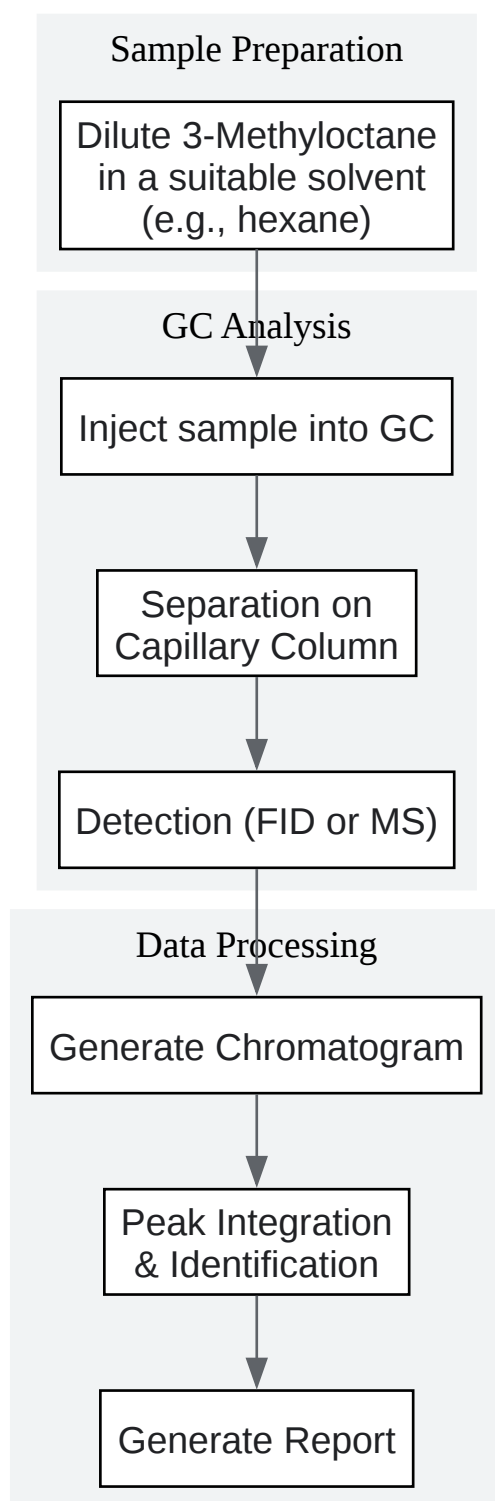 Sample Preparation
Dilute 3-Methyloctane
in a suitable solvent
(e.g., hexane)
GC Analysis
Inject sample into GC
Separation on
Capillary Column
Detection (FID or MS)
Data Processing
Generate Chromatogram
Peak Integration
& Identification
Generate Report